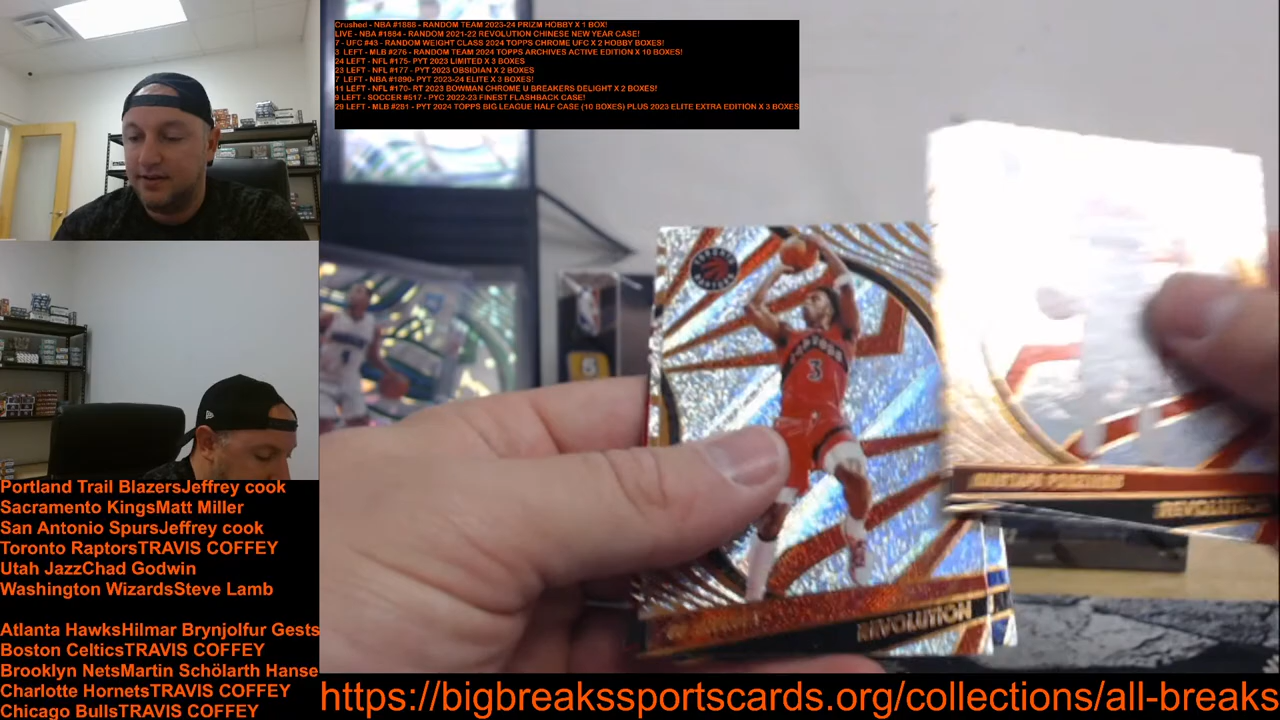 Crushed - NBA #1888 - RANDOM TEAM 2023-24 PRIZM HOBBY X 1 BOX!
LIVE - NBA #1884 - RANDOM 2021-22 REVOLUTION CHINESE NEW YEAR CASE!
7 - UFC #43 - RANDOM WEIGHT CLASS 2024 TOPPS CHROME UFC X 2 HOBBY BOXES!
3 LEFT - MLB #276 - RANDOM TEAM 2024 TOPPS ARCHIVES ACTIVE EDITION X 10 BOXES!
24 LEFT - NFL #175- PYT 2023 LIMITED X 3 BOXES
23 LEFT - NFL #177 - PYT 2023 OBSIDIAN X 2 BOXES
7 LEFT - NBA #1890- PYT 2023-24 ELITE X 3 BOXES!
11 LEFT - NFL #170- RT 2023 BOWMAN CHROME U BREAKERS DELIGHT X 2 BOXES!
9 LEFT - SOCCER #517 - PYC 2022-23 FINEST FLASHBACK CASE!
29 LEFT - MLB #281 - PYT 2024 TOPPS BIG LEAGUE HALF CASE (10 BOXES) PLUS 2023 ELITE EXTRA EDITION X 3 BOXES
3
KRISTAPS PORZINGIS
REVOLUTION
REVOLUTION
Portland Trail BlazersJeffrey cook
Sacramento KingsMatt Miller
San Antonio SpursJeffrey cook
Toronto RaptorsTRAVIS COFFEY
Utah JazzChad Godwin
Washington WizardsSteve Lamb
Atlanta HawksHilmar Brynjolfur Gests
Boston CelticsTRAVIS COFFEY
Brooklyn NetsMartin Schölarth Hanse
Charlotte HornetsTRAVIS COFFEY
Chicago BullsTRAVIS COFFEY
https://bigbreakssportscards.org/collections/all-breaks